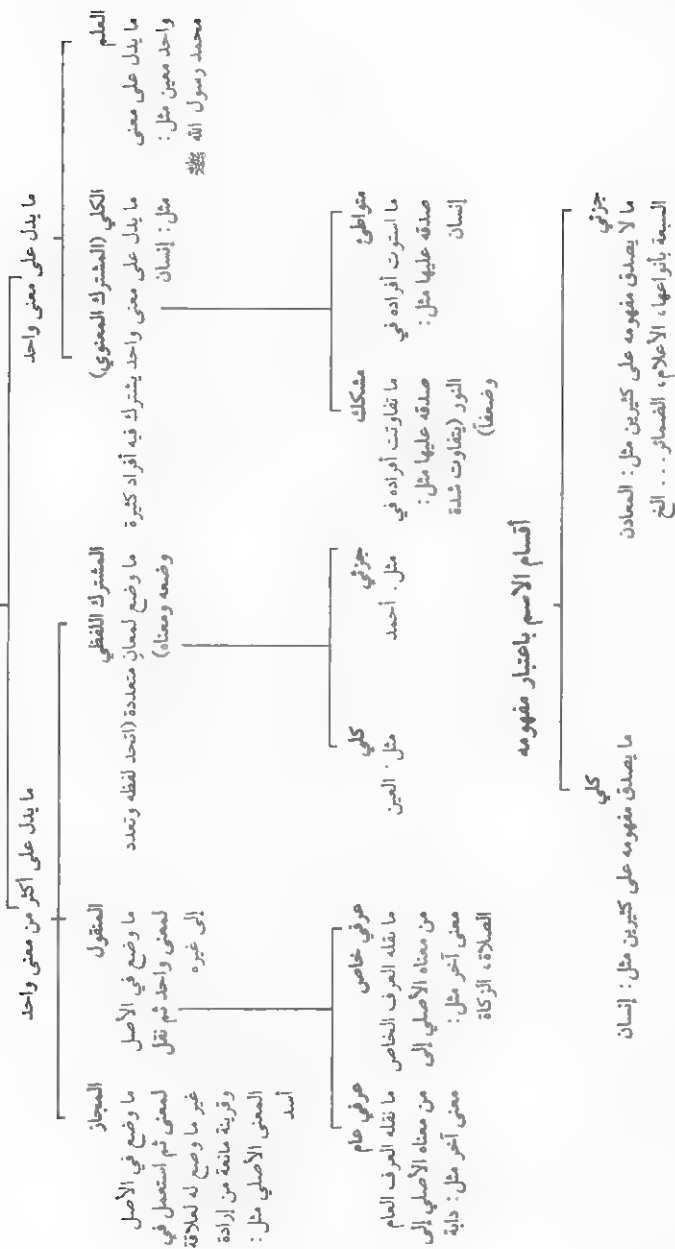 ما يدل على معنى واحد
العلم
ما يدل على معنى
واحد معين مثل :
محمد رسول الله ﷺ
الكلي (المشترك المعنوي)
ما يدل على معنى واحد يشترك فيه أفراد كثيرة
مثل : إنسان
متواطئ
ما استوت أفراده في
صدقه عليها مثل :
إنسان
مشكك
ما تفاوتت أفراده في
صدقه عليها مثل :
النور (يتفاوت شدة
وضعفاً)
ما يدل على أكثر من معنى واحد
المشترك اللفظي
ما وضع لمعانٍ متعددة (اتحد لفظه وتعدد
وضعه ومعناه)
جزئي
مثل . أحمد
كلي
مثل . العين
المنقول
ما وضع في الأصل
لمعنى واحد ثم نقل
إلى غيره
عرفي خاص
ما نقله العرف الخاص
من معناه الأصلي إلى
معنى آخر مثل :
الصلاة، الزكاة
عرفي عام
ما نقله العرف العام
من معناه الأصلي إلى
معنى آخر مثل : دابة
المجاز
ما وضع في الأصل
لمعنى ثم استعمل في
غير ما وضع له لعلاقة
وقرينة مانعة من إرادة
المعنى الأصلي مثل :
أسد
أقسام الاسم باعتبار مفهومه
جزئي
ما لا يصدق مفهومه على كثيرين مثل : المعادن
السبعة بأنواعها، الأعلام، الضمائر . . . الخ
كلي
ما يصدق مفهومه على كثيرين مثل : إنسان